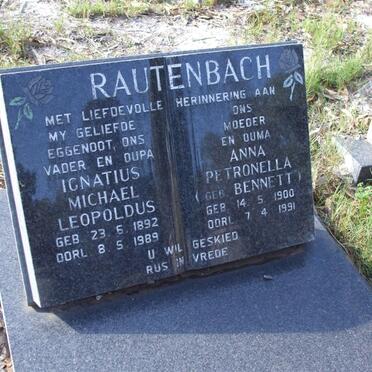 RAUTENBACH
MET LIEFDEVOLLE HERINNERING AAN
MY GELIEFDE
EGGENOOT, ONS
VADER EN OUPA
IGNATIUS
MICHAEL
LEOPOLDUS
GEB. 23. 5. 1892
OORL. 8. 5. 1989
ONS
MOEDER
EN OUMA
ANNA
PETRONELLA
(GEB. BENNETT)
GEB. 14. 5. 1900
OORL. 7. 4. 1991
U WIL GESKIED
RUS IN VREDE